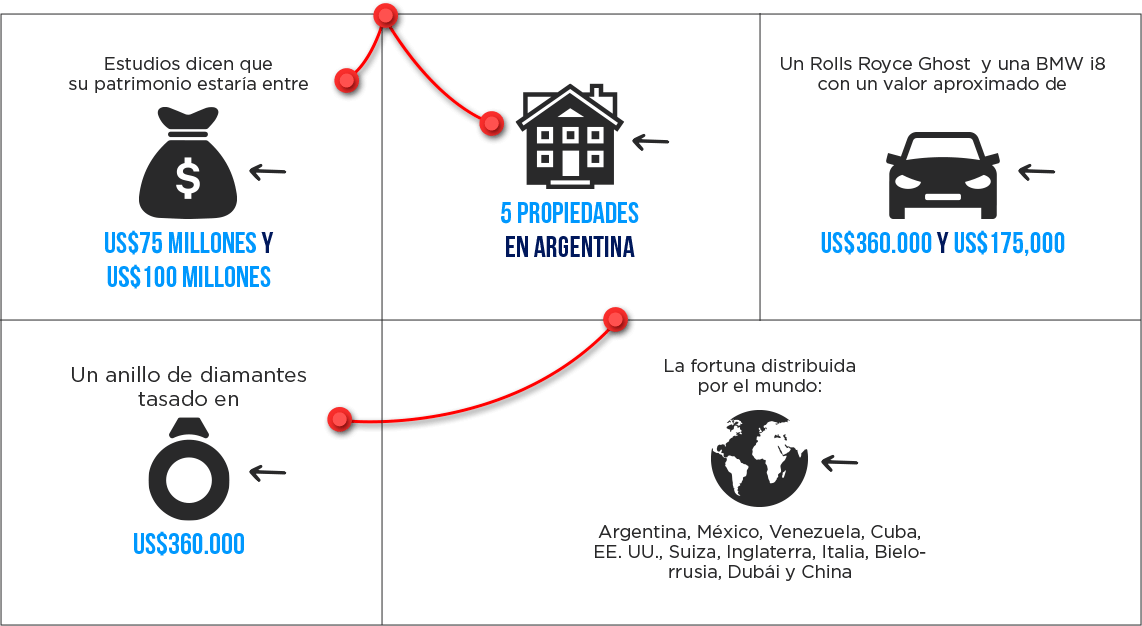 Estudios dicen que
su patrimonio estaría entre
$
US$75 MILLONES Y
US$100 MILLONES
5 PROPIEDADES
EN ARGENTINA
Un Rolls Royce Ghost y una BMW i8
con un valor aproximado de
US$360.000 Y US$175,000
Un anillo de diamantes
tasado en
US$360.000
La fortuna distribuida
por el mundo:
Argentina, México, Venezuela, Cuba,
EE. UU., Suiza, Inglaterra, Italia, Bielo-
rrusia, Dubái y China